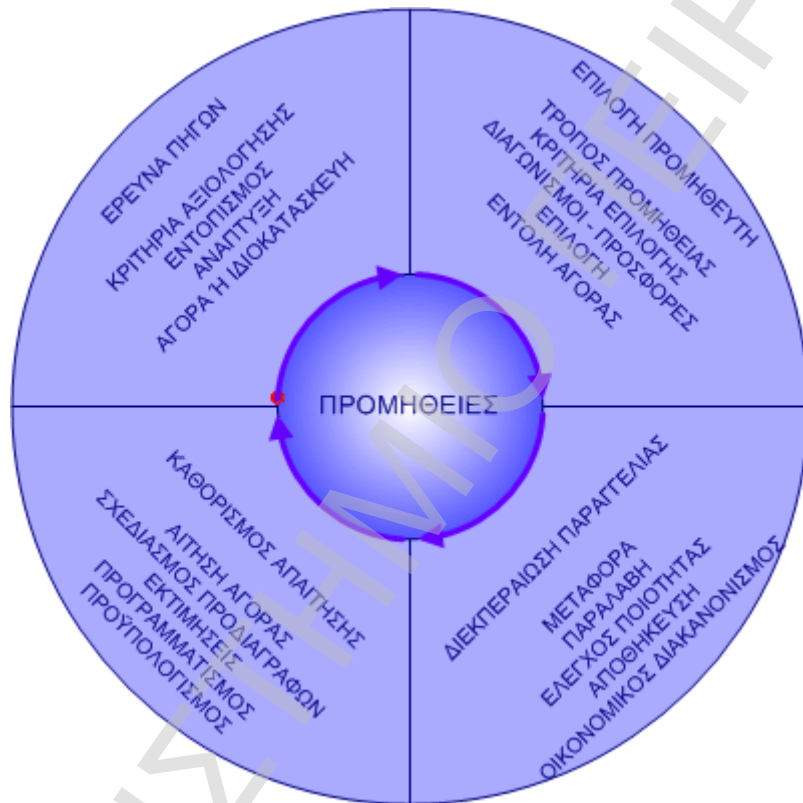 ΕΡΕΥΝΑ ΠΗΓΩΝ
ΚΡΙΤΗΡΙΑ ΑΞΙΟΛΟΓΗΣΗΣ
ΕΝΤΟΠΙΣΜΟΣ
ΑΝΑΠΤΥΞΗ
ΑΓΟΡΑ Ή ΙΔΙΟΚΑΤΑΣΚΕΥΗ
ΕΠΙΛΟΓΗ ΠΡΟΜΗΘΕΥΤΗ
ΤΡΟΠΟΣ ΠΡΟΜΗΘΕΙΑΣ
ΚΡΙΤΗΡΙΑ ΕΠΙΛΟΓΗΣ
ΔΙΑΓΩΝΙΣΜΟΙ - ΠΡΟΣΦΟΡΕΣ
ΕΠΙΛΟΓΗ
ΕΝΤΟΛΗ ΑΓΟΡΑΣ
ΠΡΟΜΗΘΕΙΕΣ
ΚΑΘΟΡΙΣΜΟΣ ΑΠΑΙΤΗΣΗΣ
ΑΙΤΗΣΗ ΑΓΟΡΑΣ
ΣΧΕΔΙΑΣΜΟΣ ΠΡΟΔΙΑΓΡΑΦΩΝ
ΕΚΤΙΜΗΣΕΙΣ
ΠΡΟΓΡΑΜΜΑΤΙΣΜΟΣ
ΠΡΟΫΠΟΛΟΓΙΣΜΟΣ
ΔΙΕΚΠΕΡΑΙΩΣΗ ΠΑΡΑΓΓΕΛΙΑΣ
ΜΕΤΑΦΟΡΑ
ΠΑΡΑΛΑΒΗ
ΕΛΕΓΧΟΣ ΠΟΙΟΤΗΤΑΣ
ΑΠΟΘΗΚΕΥΣΗ
ΟΙΚΟΝΟΜΙΚΟΣ ΔΙΑΚΑΝΟΝΙΣΜΟΣ